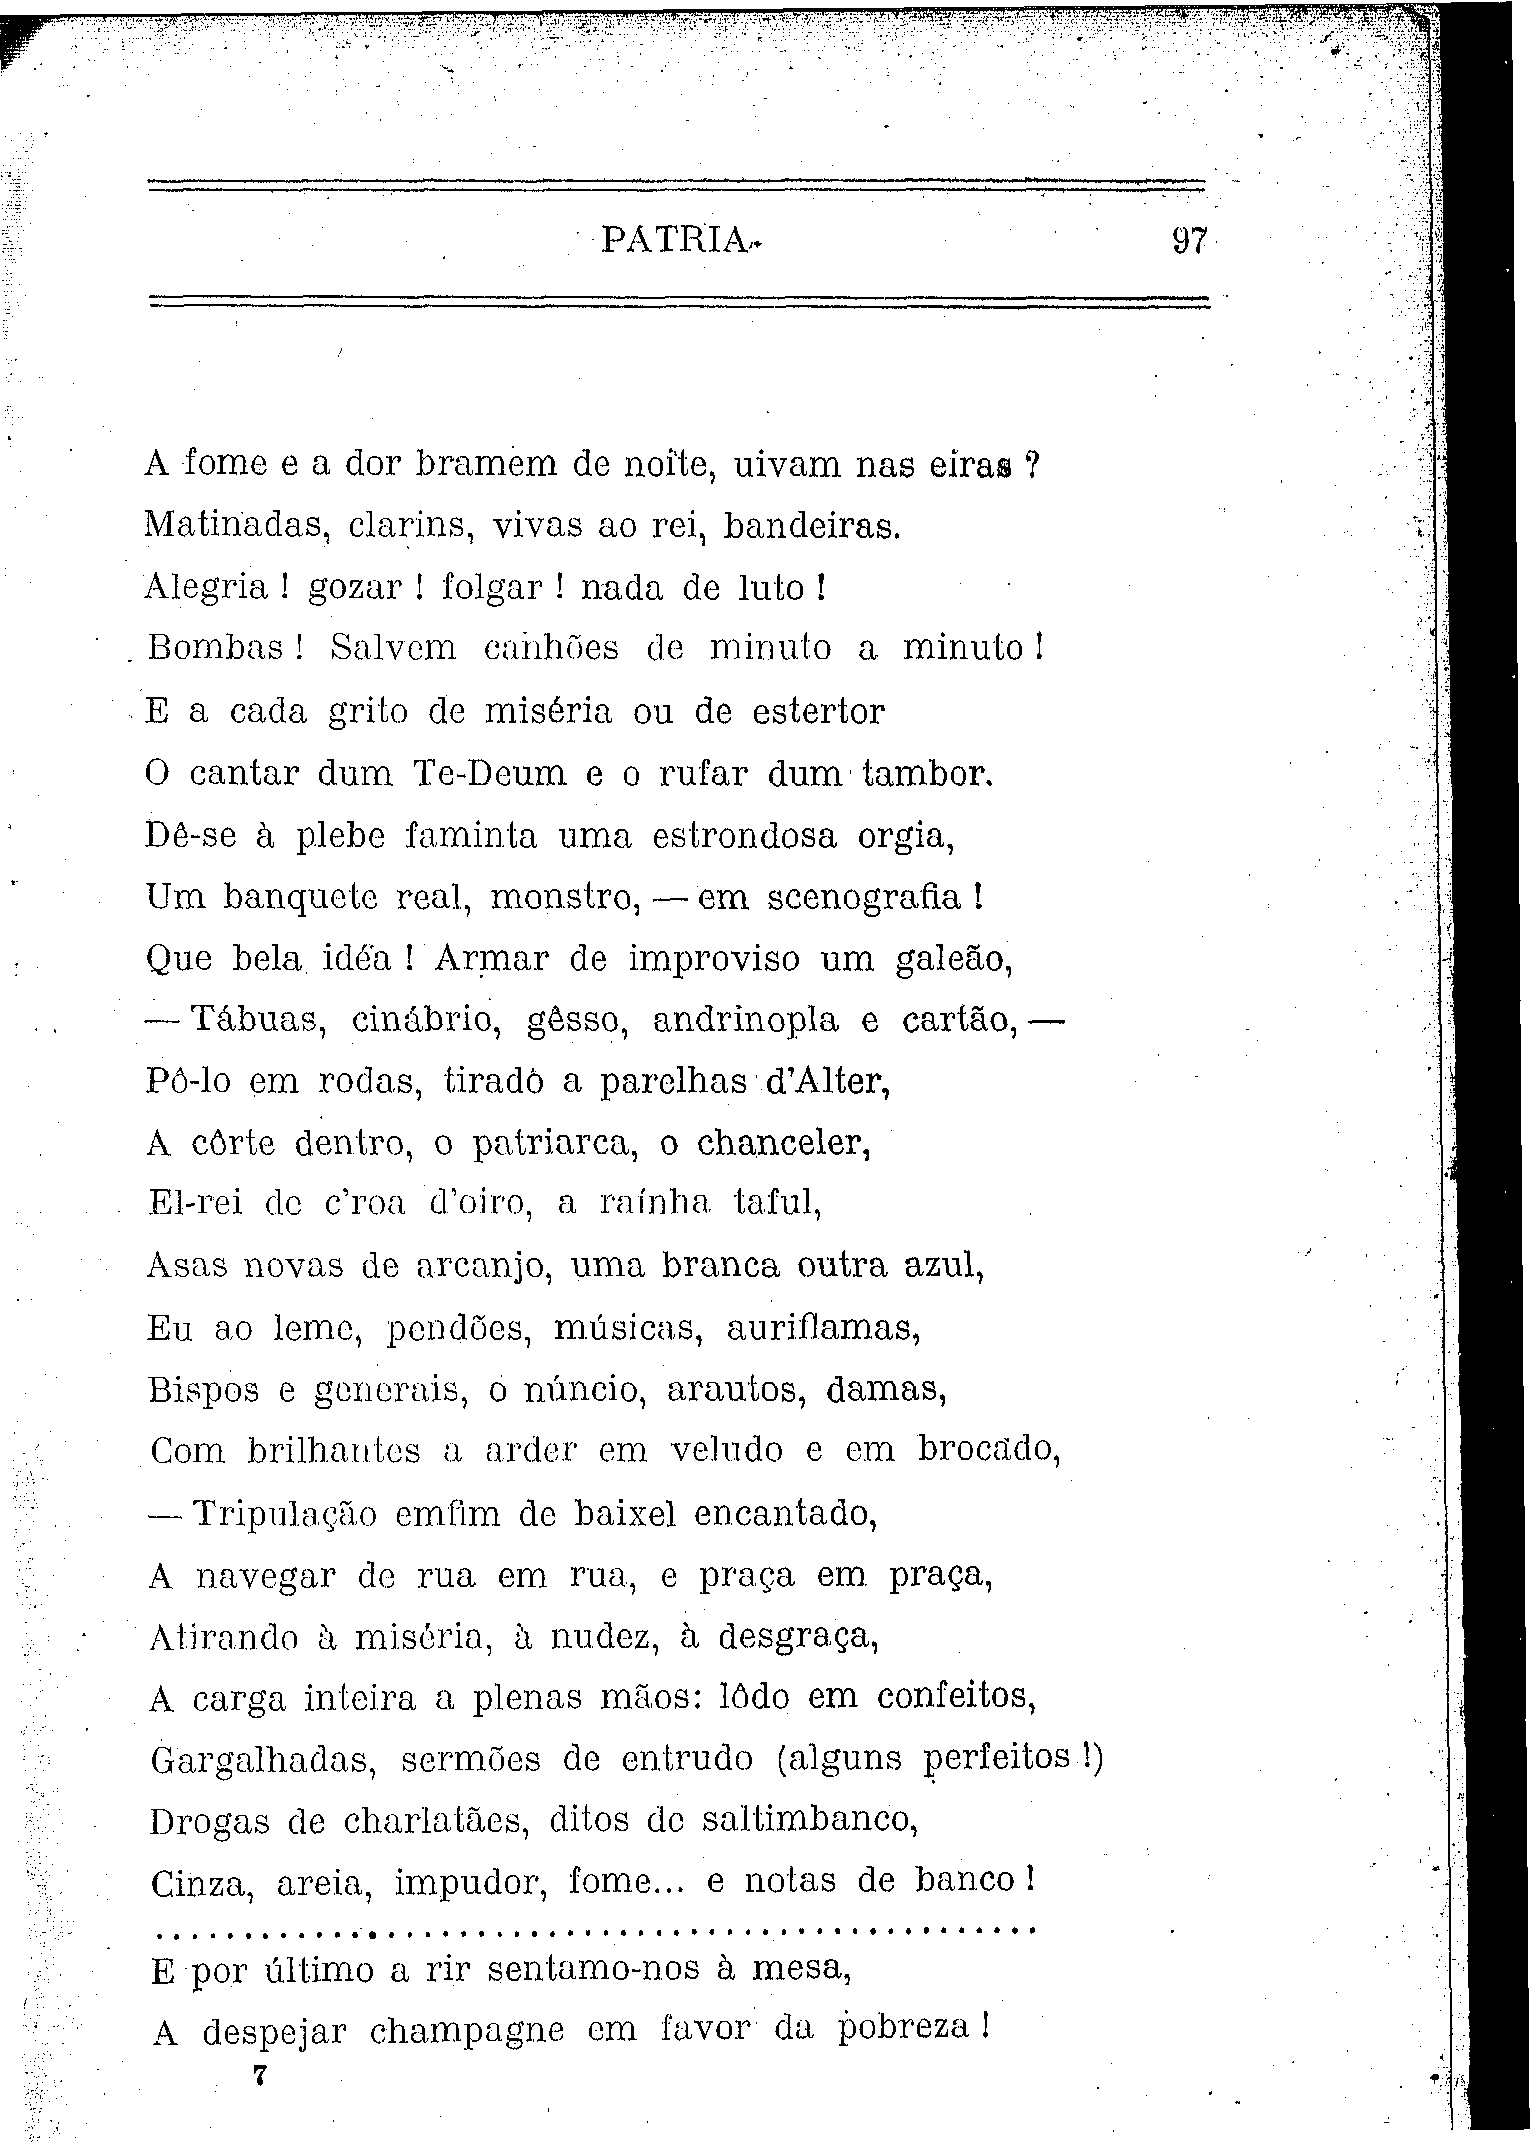 PATRIA
97
A fome e a dor bramem de noite, uivam nas eiras ?
Matinadas, clarins, vivas ao rei, bandeiras.
Alegria ! gozar ! folgar ! nada de luto !
Bombas ! Salvem canhões de minuto a minuto !
E a cada grito de miséria ou de estertor
O cantar dum Te-Deum e o rufar dum tambor.
Dê-se à plebe faminta uma estrondosa orgia,
Um banquete real, monstro, — em scenografia !
Que bela idéa ! Armar de improviso um galeão,
— Tábuas, cinábrio, gêsso, andrinopla e cartão, —
Pô-lo em rodas, tirado a parelhas d'Alter,
A côrte dentro, o patriarca, o chanceler,
El-rei de c'roa d'oiro, a raínha taful,
Asas novas de arcanjo, uma branca outra azul,
Eu ao leme, pendões, músicas, auriflamas,
Bispos e generais, o núncio, arautos, damas,
Com brilhantes a arder em veludo e em brocado,
— Tripulação emfim de baixel encantado,
A navegar de rua em rua, e praça em praça,
Atirando à miséria, à nudez, à desgraça,
A carga inteira a plenas mãos: lôdo em confeitos,
Gargalhadas, sermões de entrudo (alguns perfeitos !)
Drogas de charlatães, ditos de saltimbanco,
Cinza, areia, impudor, fome... e notas de banco !
..................................................
E por último a rir sentamo-nos à mesa,
A despejar champagne em favor da pobreza !
7